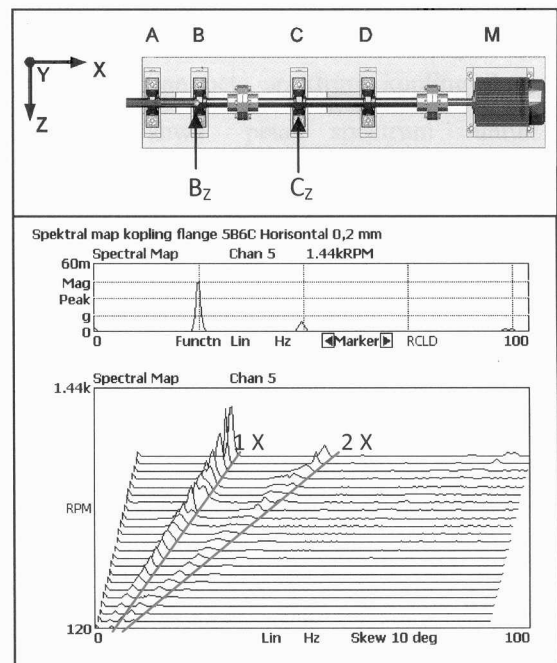 A B C D M
Y X
Z
BZ CZ
Spektral map kopling flange 5B6C Horisontal 0,2 mm
Spectral Map Chan 5 1.44kRPM
60m
Mag
Peak
g
0
0 Functn Lin Hz Marker RCLD 100
Spectral Map Chan 5
1.44k
1 X 2 X
RPM
120
0 Lin Hz Skew 10 deg 100